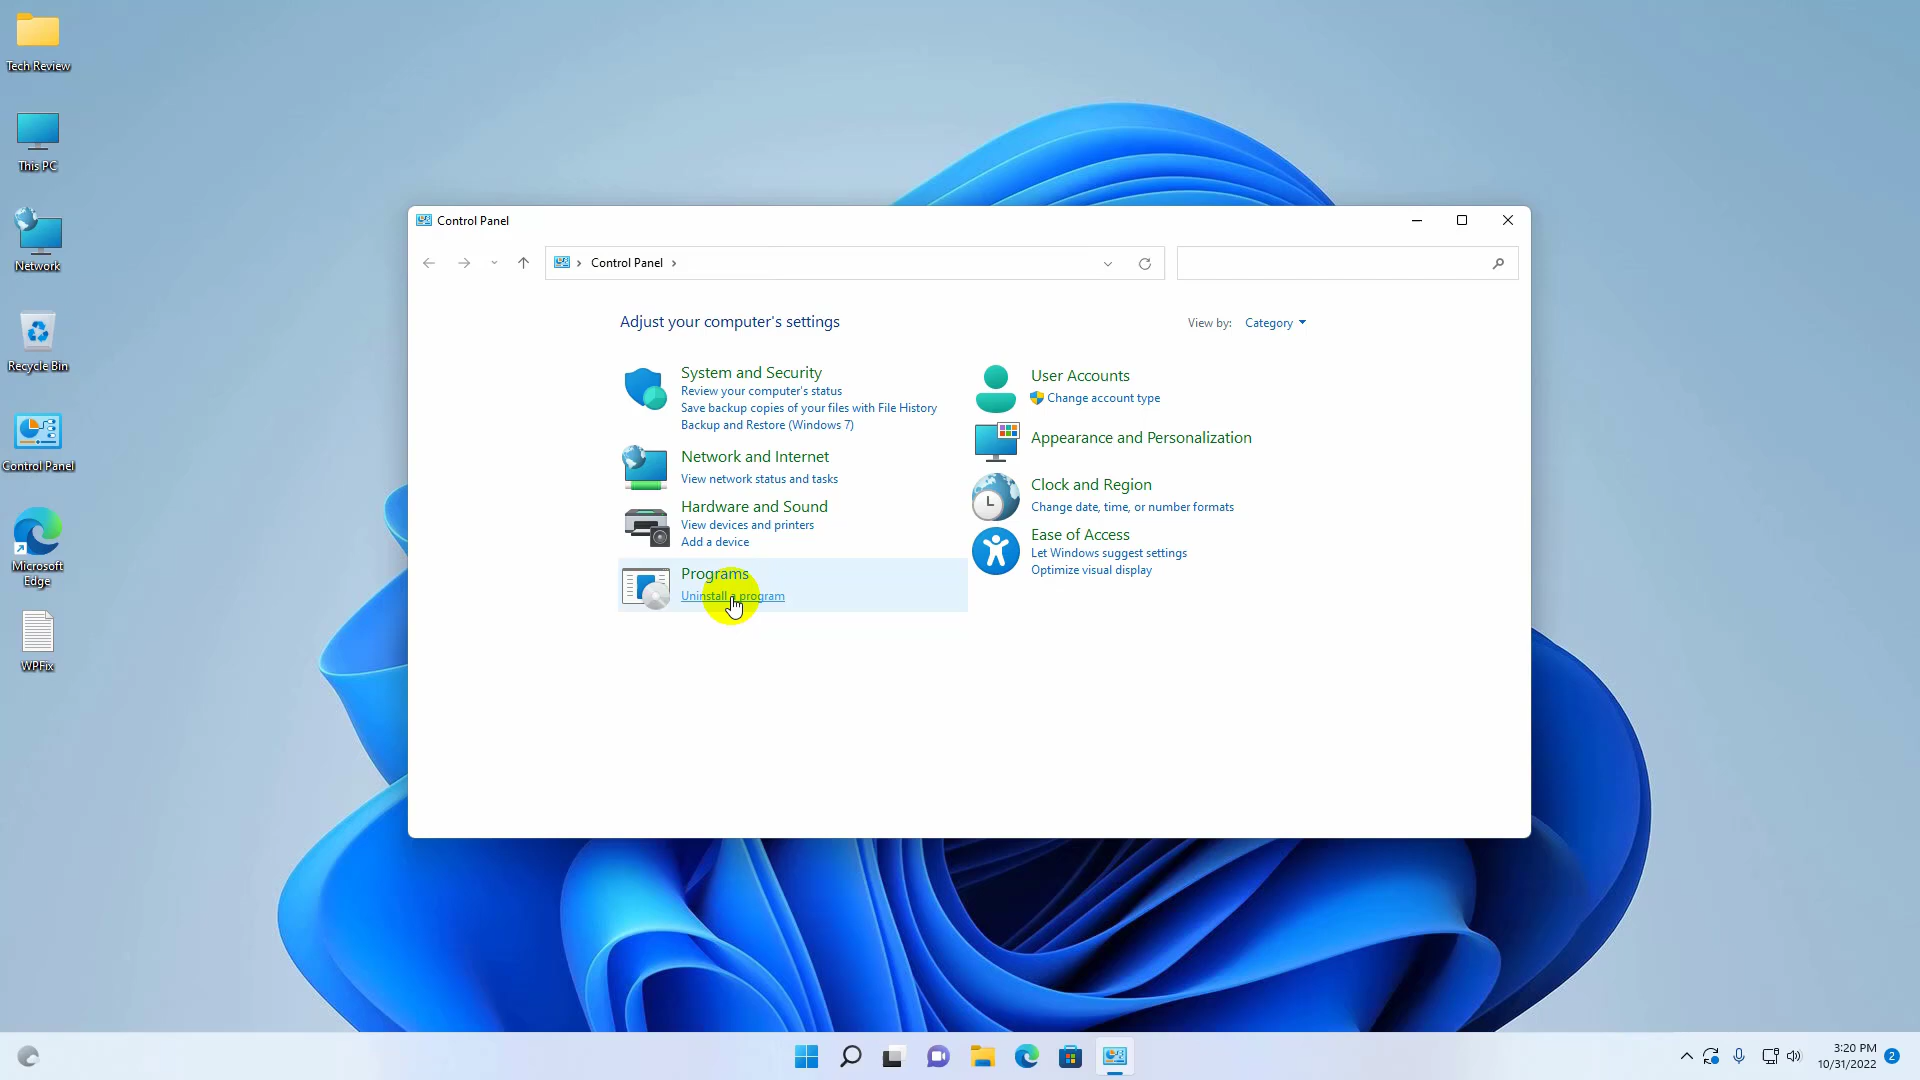 Tech Review
This PC
Network
Recycle Bin
Control Panel
Microsoft
Edge
WPFix
Control Panel
Control Panel
Adjust your computer's settings
View by: Category
System and Security
Review your computer's status
Save backup copies of your files with File History
Backup and Restore (Windows 7)
Network and Internet
View network status and tasks
Hardware and Sound
View devices and printers
Add a device
Programs
Uninstall a program
User Accounts
Change account type
Appearance and Personalization
Clock and Region
Change date, time, or number formats
Ease of Access
Let Windows suggest settings
Optimize visual display
3:20 PM
10/31/2022
2